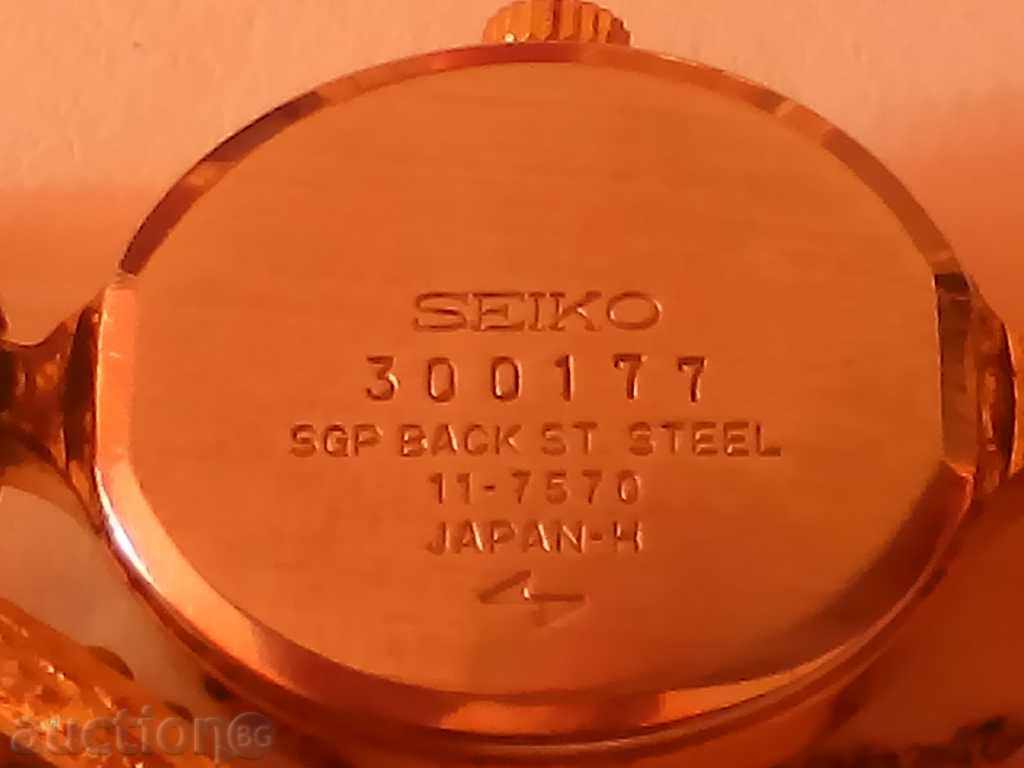 SEIKO
300177
SGP BACK ST. STEEL
11-7570
JAPAN-H
auction BG